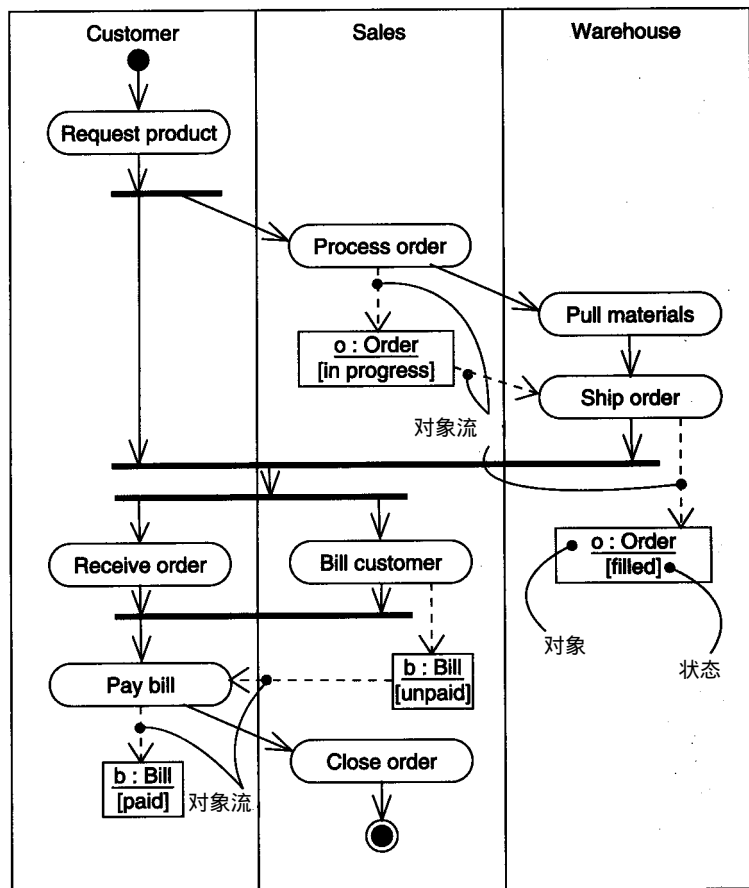 Customer
Sales
Warehouse
Request product
Process order
Pull materials
o : Order
[in progress]
Ship order
对象流
Receive order
Bill customer
o : Order
[filled]
对象
状态
Pay bill
b : Bill
[unpaid]
Close order
b : Bill
[paid]
对象流